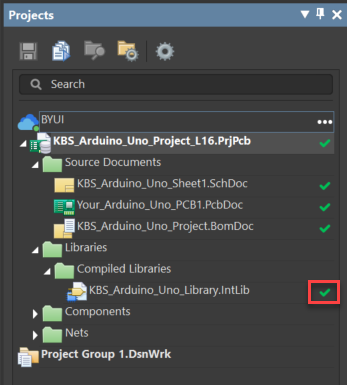 Projects
Search
BYUI
KBS_Arduino_Uno_Project_L16.PrjPcb
Source Documents
KBS_Arduino_Uno_Sheet1.SchDoc
Your_Arduino_Uno_PCB1.PcbDoc
KBS_Arduino_Uno_Project.BomDoc
Libraries
Compiled Libraries
KBS_Arduino_Uno_Library.IntLib
Components
Nets
Project Group 1.DsnWrk